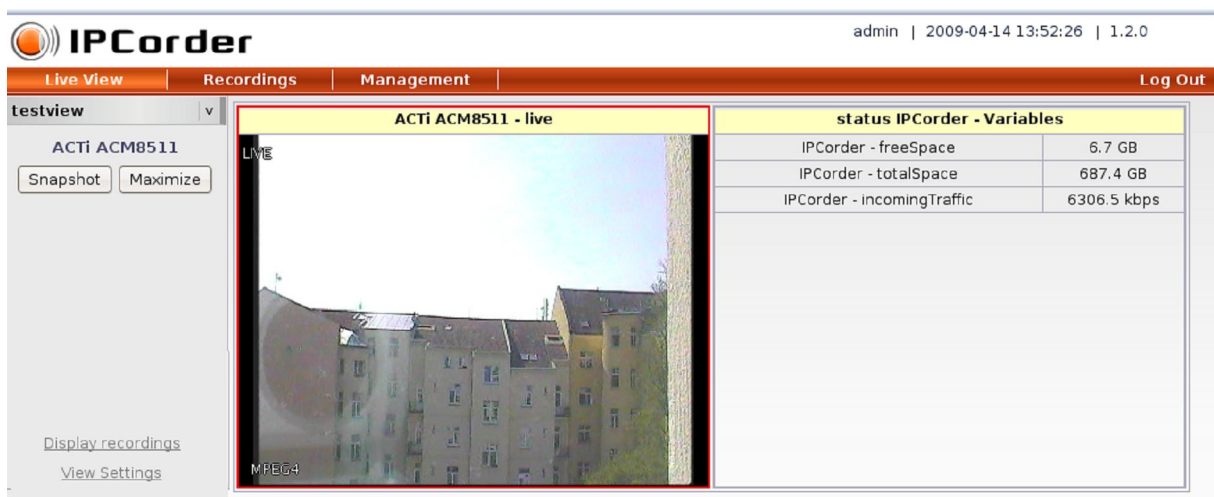 IPCorder
admin | 2009-04-14 13:52:26 | 1.2.0
Live View | Recordings | Management | Log Out
testview v
ACTi ACM8511
Snapshot Maximize
Display recordings
View Settings
ACTi ACM8511 - live
LIVE
MPEG4
status IPCorder - Variables
IPCorder - freeSpace 6.7 GB
IPCorder - totalSpace 687.4 GB
IPCorder - incomingTraffic 6306.5 kbps